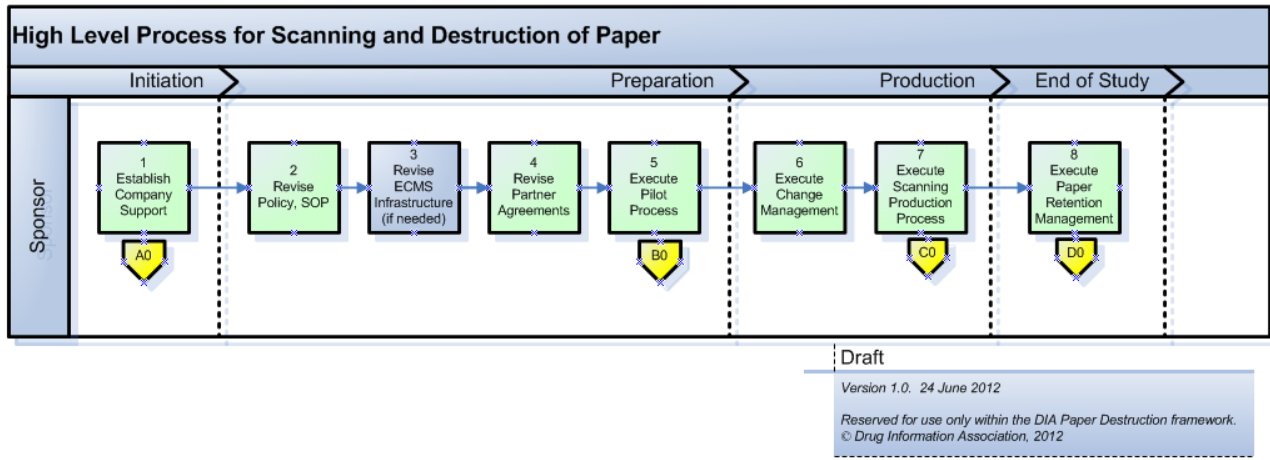 High Level Process for Scanning and Destruction of Paper
Initiation
Preparation
Production
End of Study
Sponsor
1
Establish
Company
Support
A0
2
Revise
Policy, SOP
3
Revise
ECMS
Infrastructure
(if needed)
4
Revise
Partner
Agreements
5
Execute
Pilot
Process
B0
6
Execute
Change
Management
7
Execute
Scanning
Production
Process
C0
8
Execute
Paper
Retention
Management
D0
Draft
Version 1.0. 24 June 2012
Reserved for use only within the DIA Paper Destruction framework.
© Drug Information Association, 2012